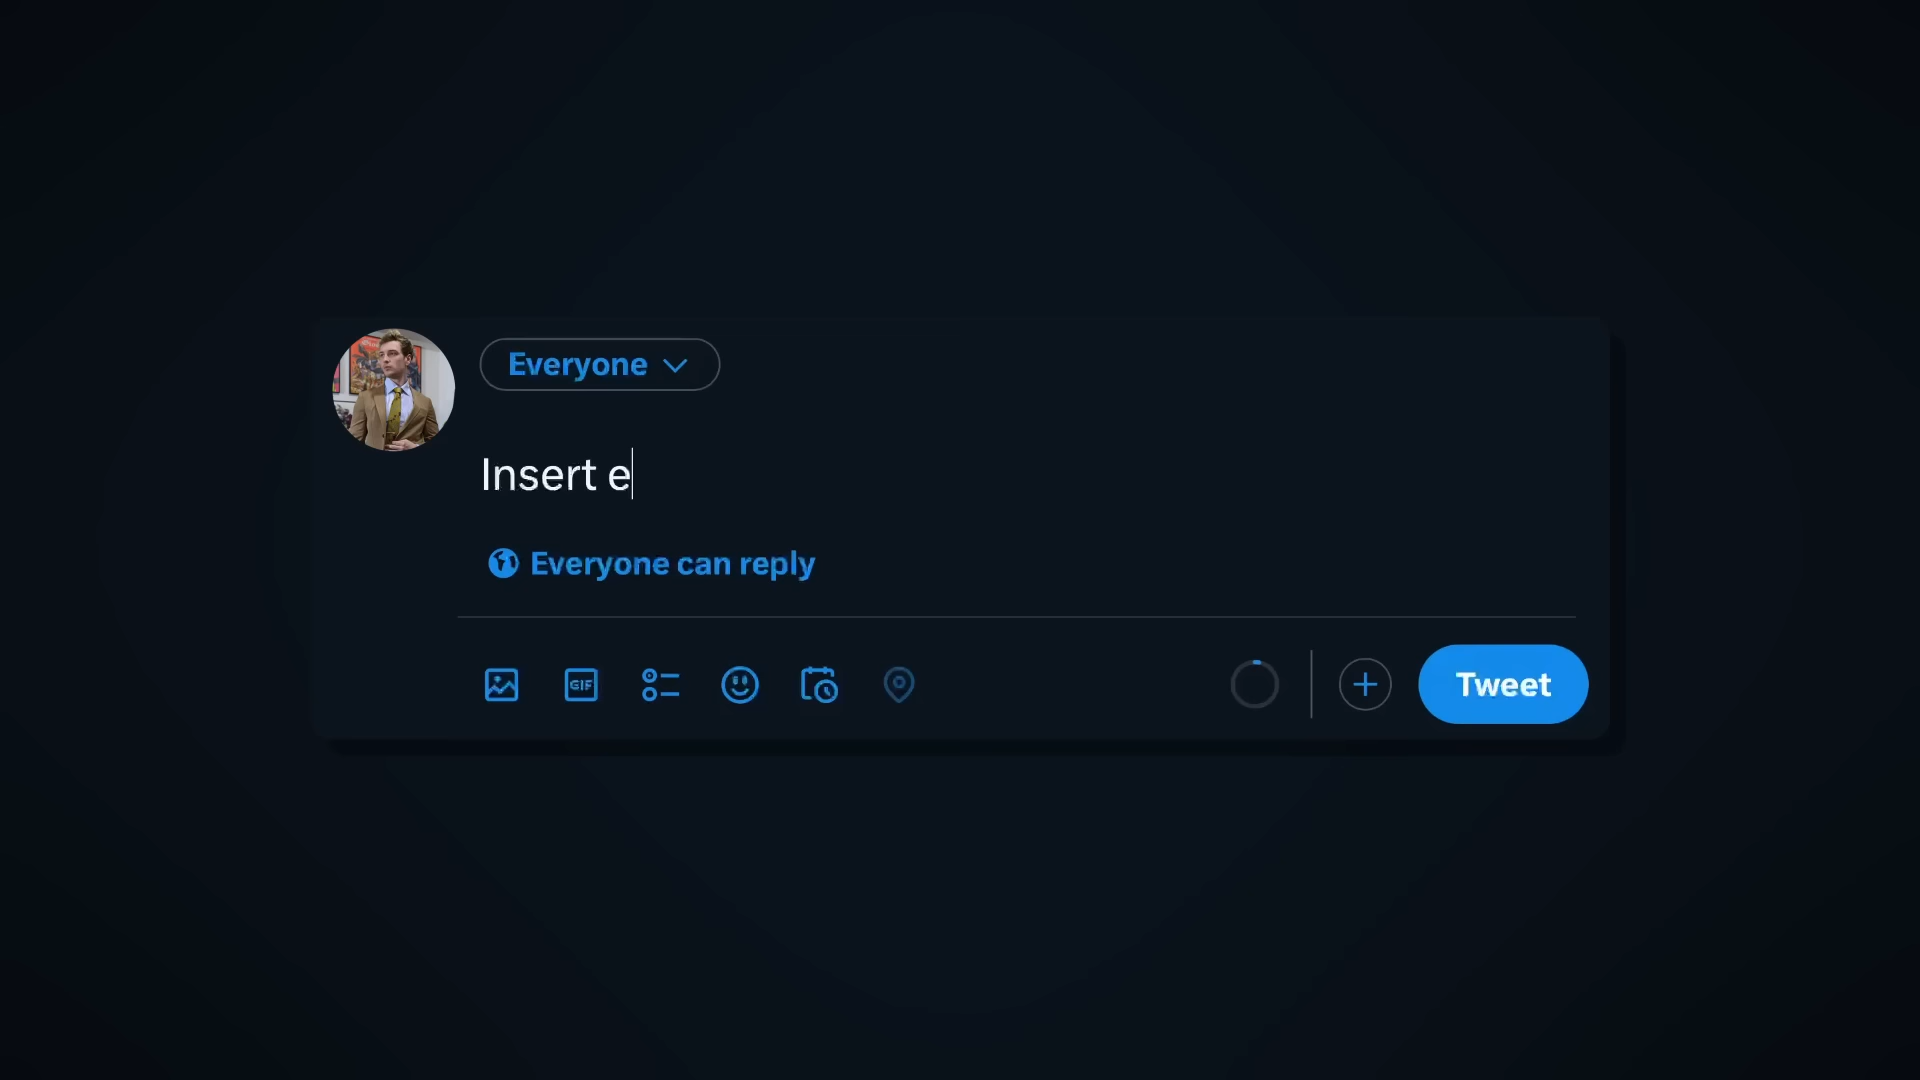 Everyone
Insert e
Everyone can reply
GIF
Tweet